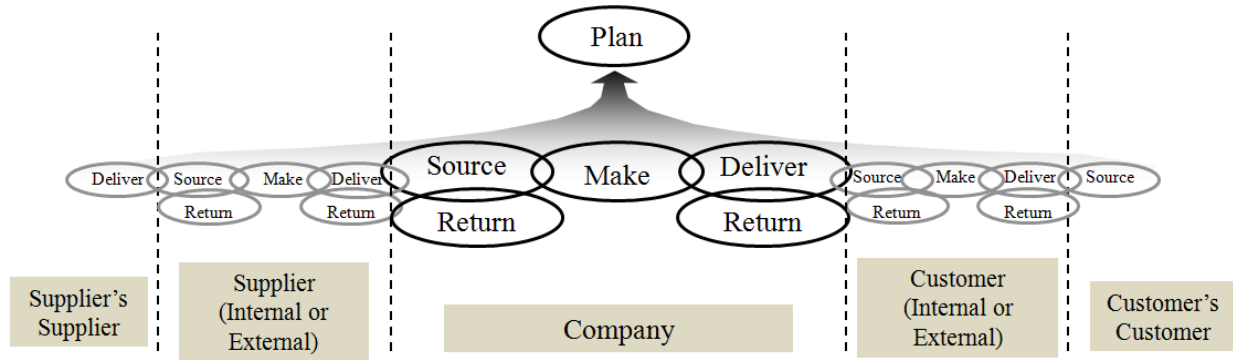 Plan
Deliver Source Make Deliver Source Make Deliver Source Make Deliver Source
Return Return Return Return Return Return
Supplier's
Supplier
Supplier
(Internal or
External)
Company
Customer
(Internal or
External)
Customer's
Customer